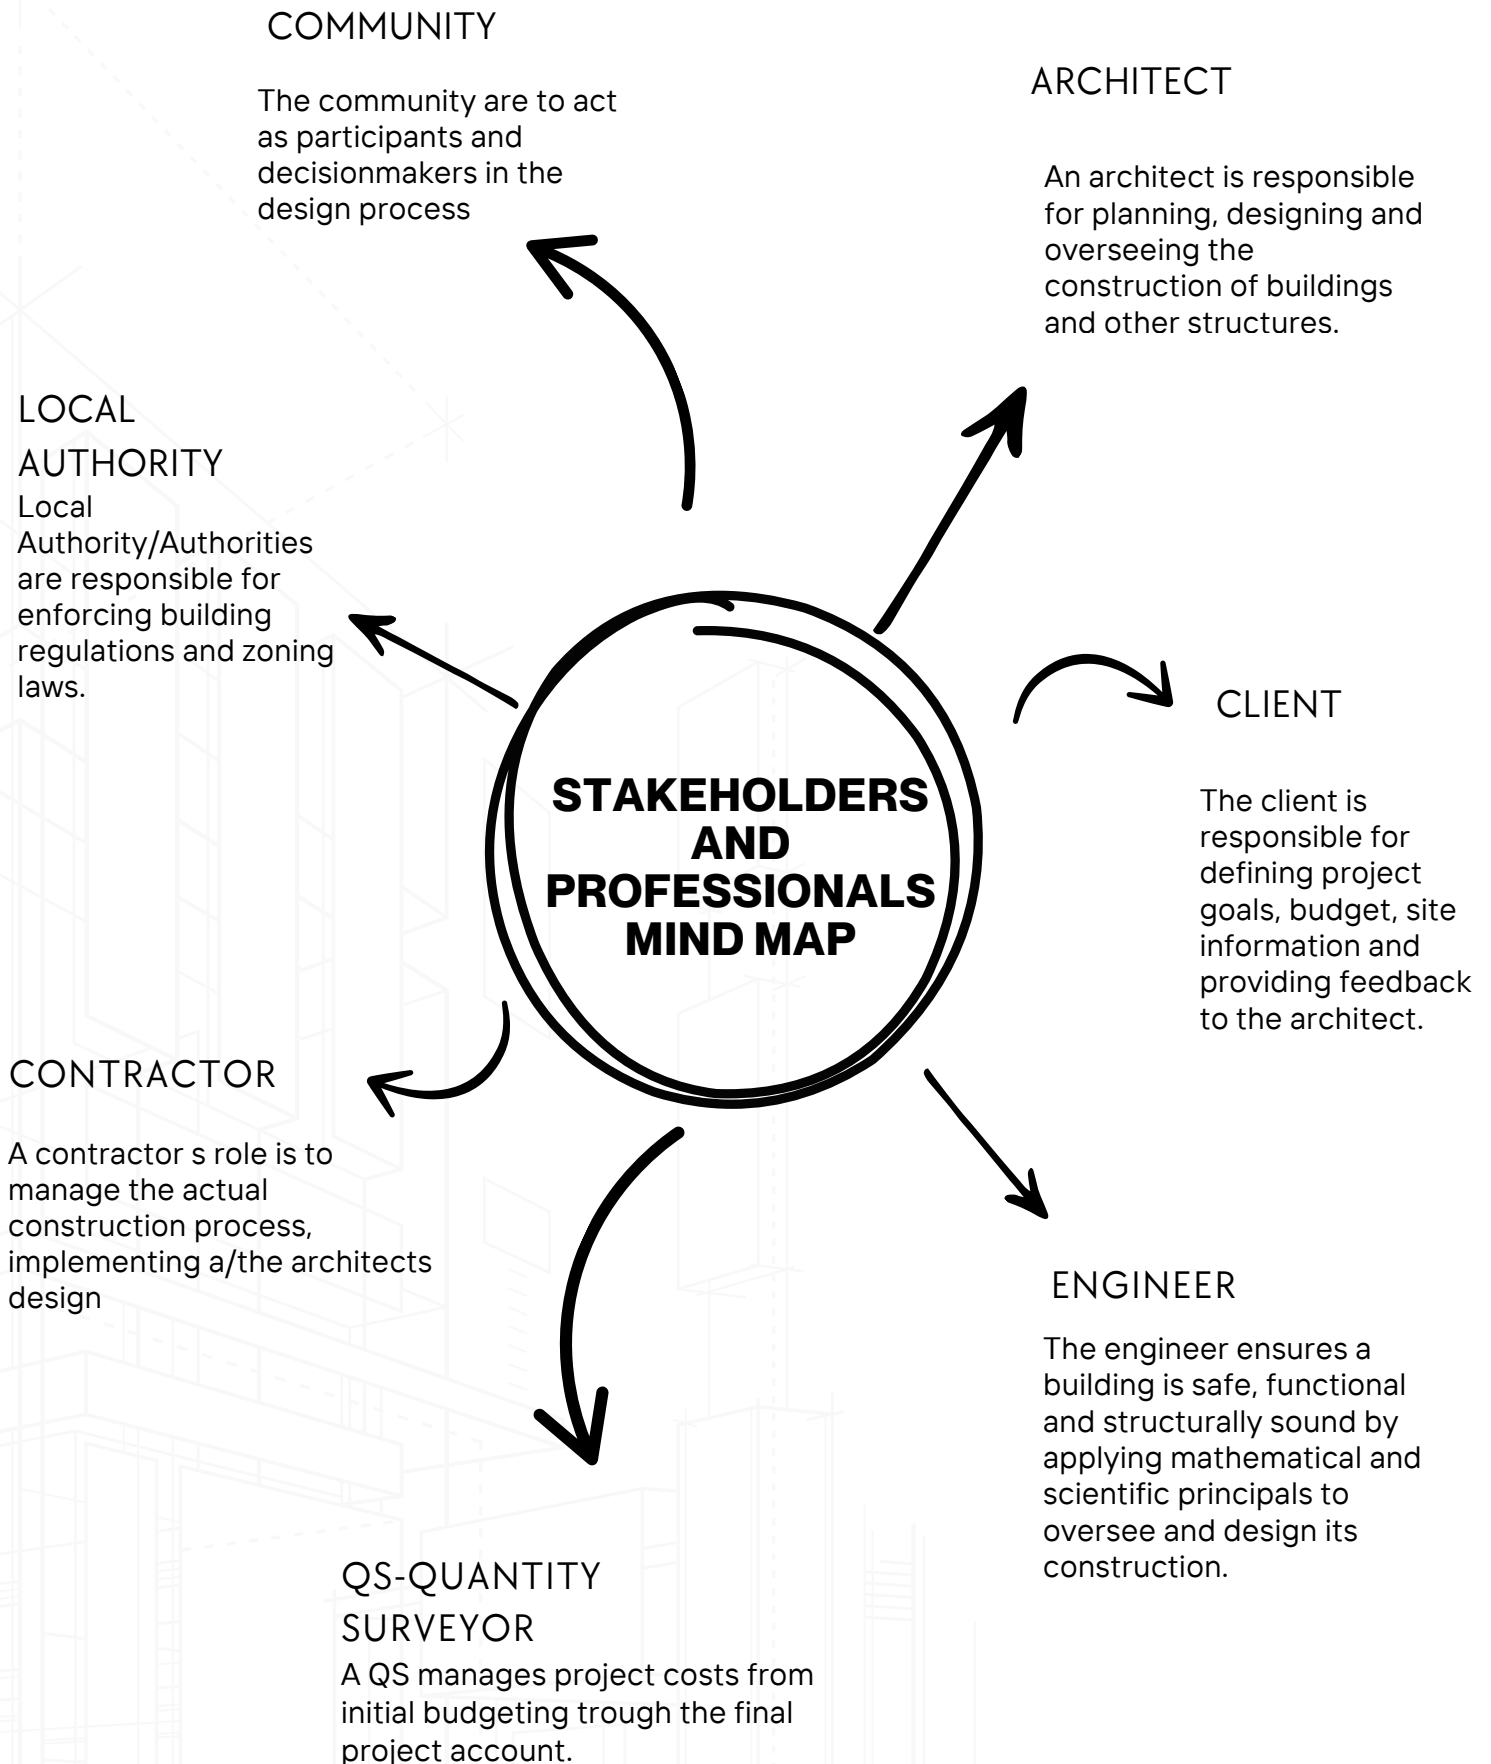 COMMUNITY
The community are to act
as participants and
decisionmakers in the
design process
ARCHITECT
An architect is responsible
for planning, designing and
overseeing the
construction of buildings
and other structures.
LOCAL
AUTHORITY
Local
Authority/Authorities
are responsible for
enforcing building
regulations and zoning
laws.
STAKEHOLDERS
AND
PROFESSIONALS
MIND MAP
CLIENT
The client is
responsible for
defining project
goals, budget, site
information and
providing feedback
to the architect.
CONTRACTOR
A contractor s role is to
manage the actual
construction process,
implementing a/the architects
design
ENGINEER
The engineer ensures a
building is safe, functional
and structurally sound by
applying mathematical and
scientific principals to
oversee and design its
construction.
QS-QUANTITY
SURVEYOR
A QS manages project costs from
initial budgeting trough the final
project account.